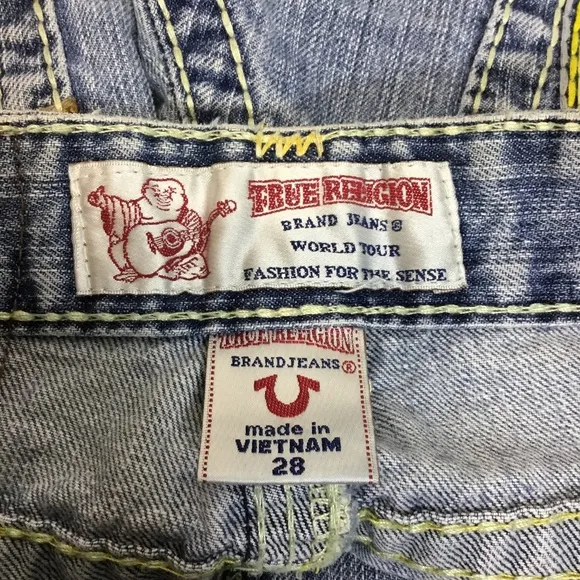 TRUE RELIGION
BRAND JEANS®
WORLD TOUR
FASHION FOR THE SENSE
TRUE RELIGION
BRAND JEANS®
made in
VIETNAM
28